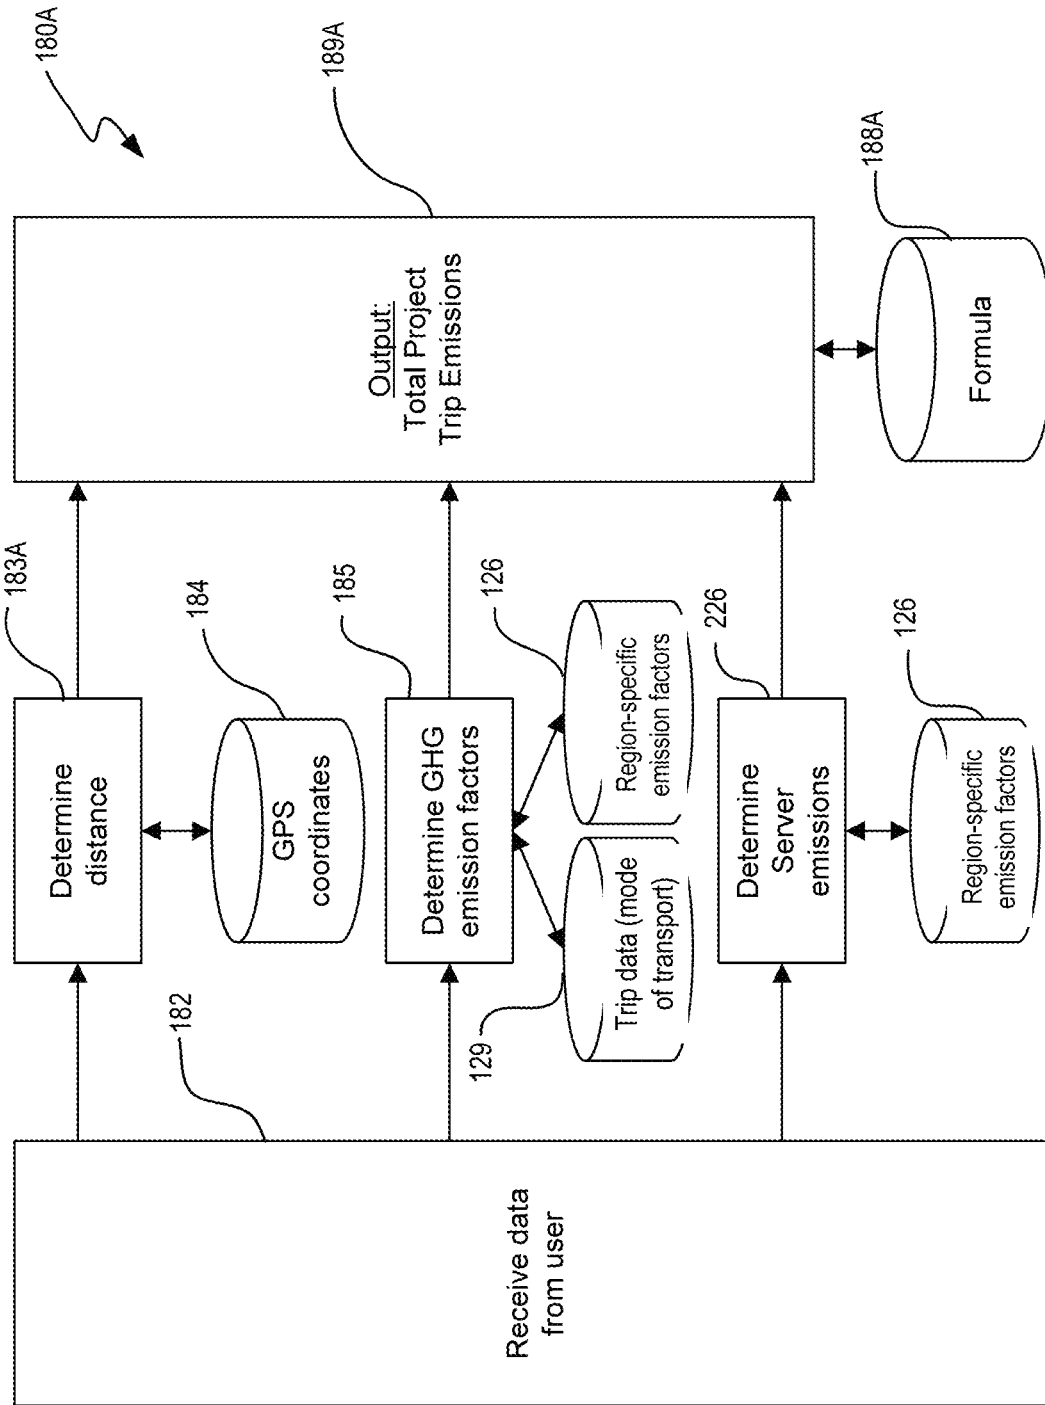 180A
Receive data
from user
182
Determine
distance
183A
GPS
coordinates
184
Determine GHG
emission factors
185
Trip data (mode
of transport)
129
Region-specific
emission factors
126
Determine
Server
emissions
226
Region-specific
emission factors
126
Output:
Total Project
Trip Emissions
189A
Formula
188A